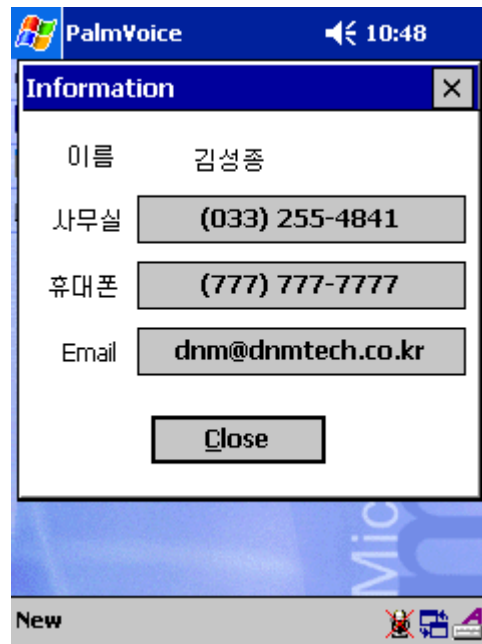 PalmVoice 10:48
Information
이름 김성종
사무실 (033) 255-4841
휴대폰 (777) 777-7777
Email dnm@dnmtech.co.kr
Close
Mic
New